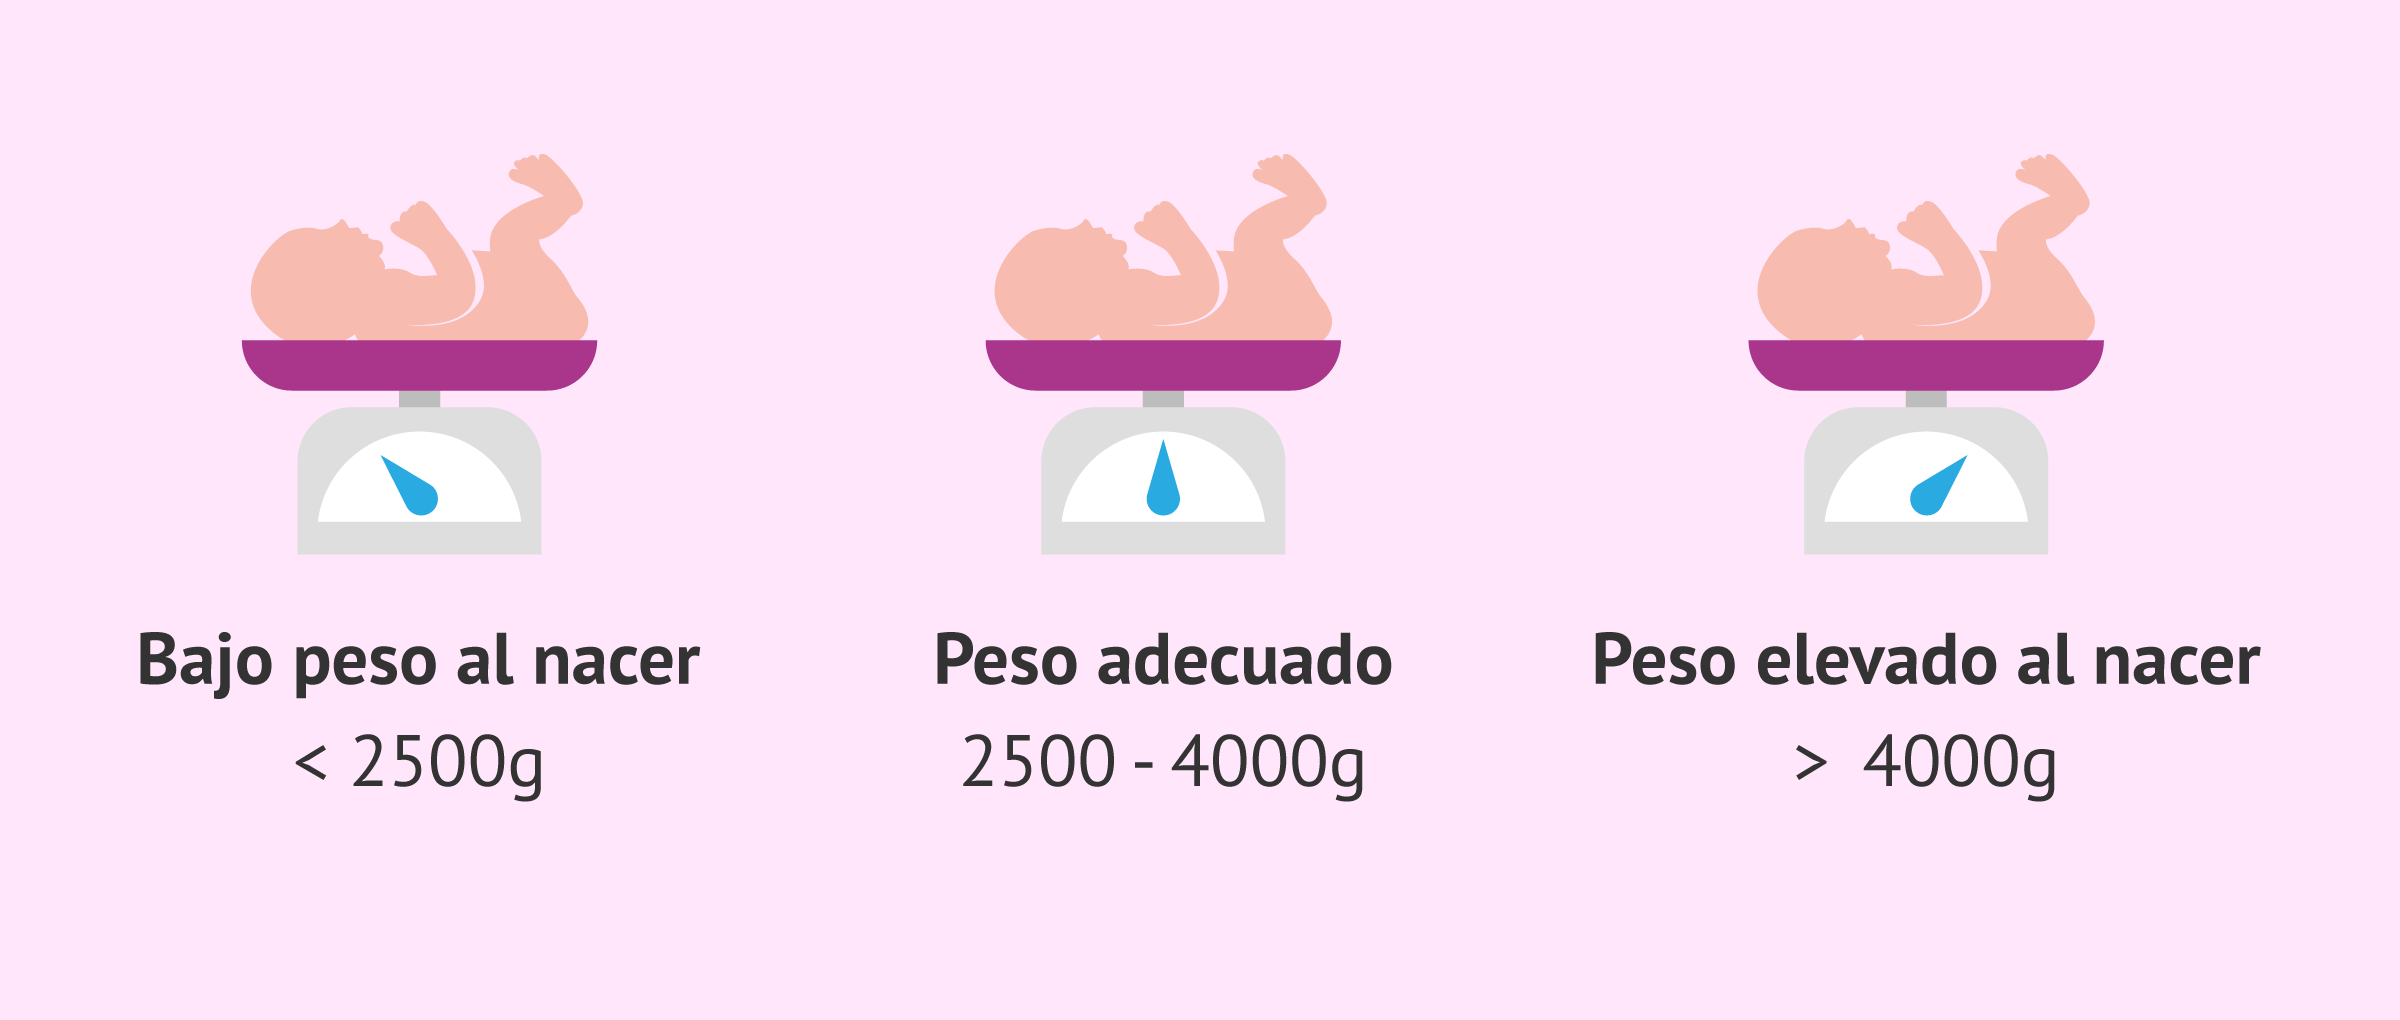 Bajo peso al nacer
< 2500g
Peso adecuado
2500 - 4000g
Peso elevado al nacer
> 4000g